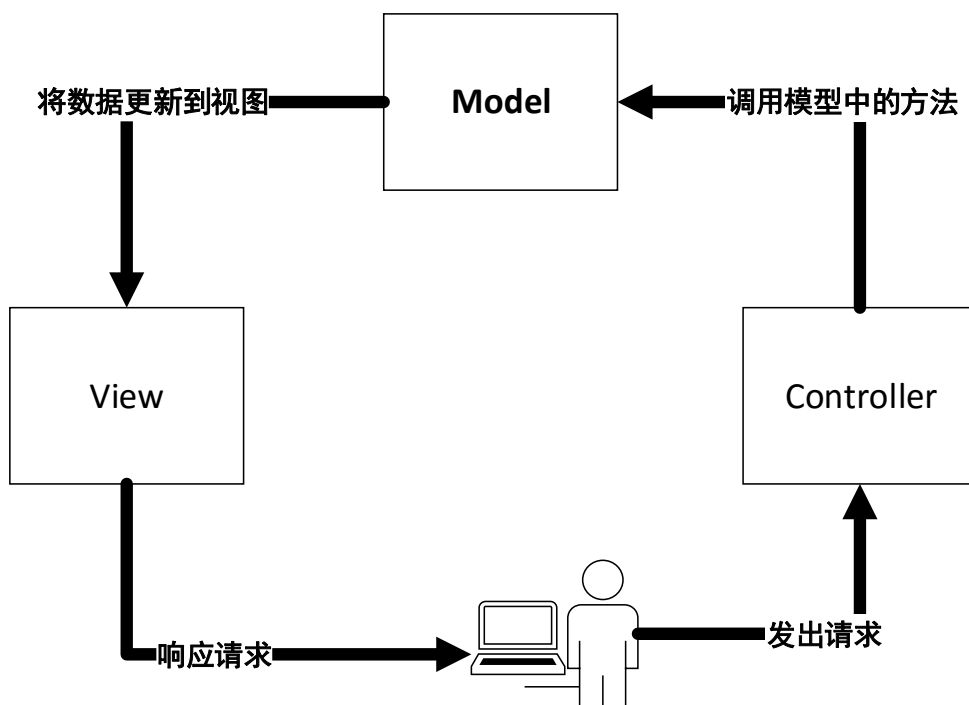 将数据更新到视图
Model
调用模型中的方法
View
Controller
响应请求
发出请求